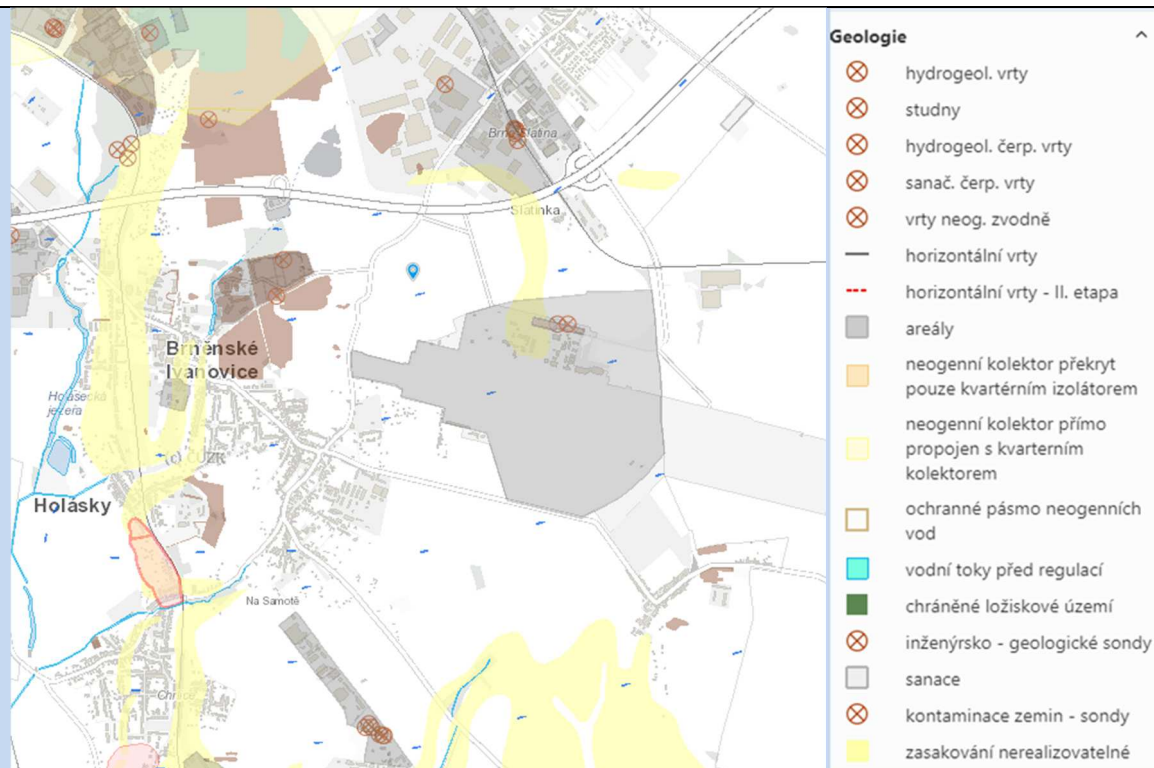 Brno Slatina
Slatinka
Brněnské
Ivanovice
Holásecká
jezera
(c) ČÚZK
Holásky
Na Samotě
Geologie
hydrogeol. vrty
studny
hydrogeol. čerp. vrty
sanač. čerp. vrty
vrty neog. zvodně
horizontální vrty
horizontální vrty - II. etapa
areály
neogenní kolektor překryt
pouze kvartérním izolátorem
neogenní kolektor přímo
propojen s kvarterním
kolektorem
ochranné pásmo neogenních
vod
vodní toky před regulací
chráněné ložiskové území
inženýrsko - geologické sondy
sanace
kontaminace zemin - sondy
zasakování nerealizovatelné